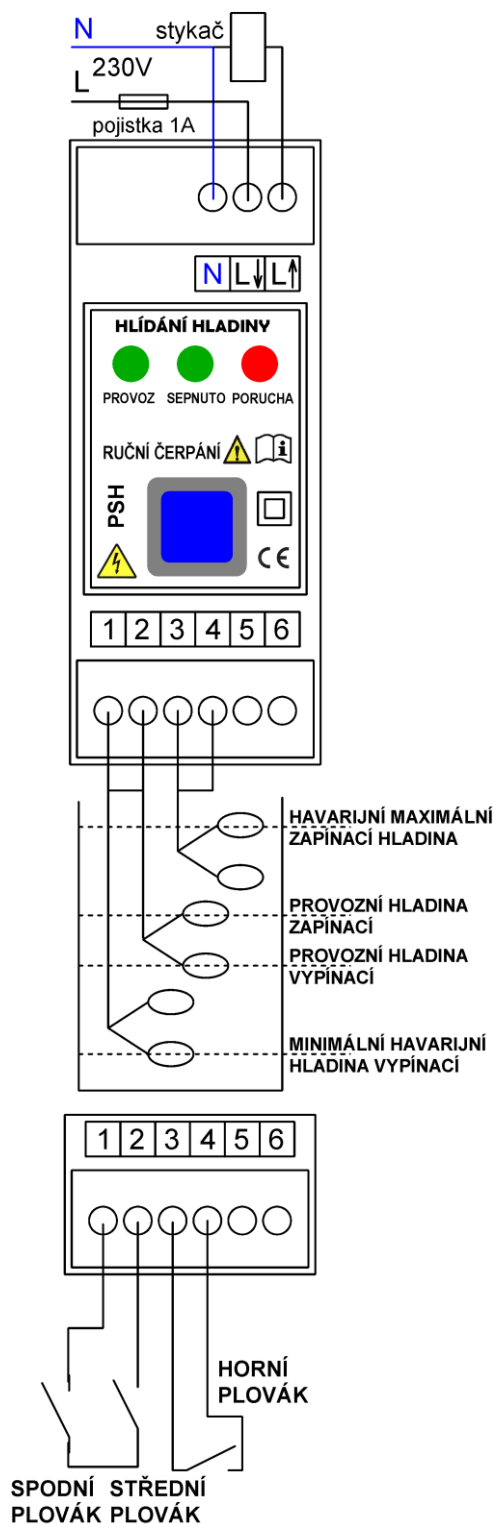 N
stykač
L 230V
pojistka 1A
N L↓ L↑
HLÍDÁNÍ HLADINY
PROVOZ SEPNUTO PORUCHA
RUČNÍ ČERPÁNÍ
PSH
CE
1 2 3 4 5 6
HAVARIJNÍ MAXIMÁLNÍ
ZAPÍNACÍ HLADINA
PROVOZNÍ HLADINA
ZAPÍNACÍ
PROVOZNÍ HLADINA
VYPÍNACÍ
MINIMÁLNÍ HAVARIJNÍ
HLADINA VYPÍNACÍ
1 2 3 4 5 6
HORNÍ
PLOVÁK
SPODNÍ STŘEDNÍ
PLOVÁK PLOVÁK